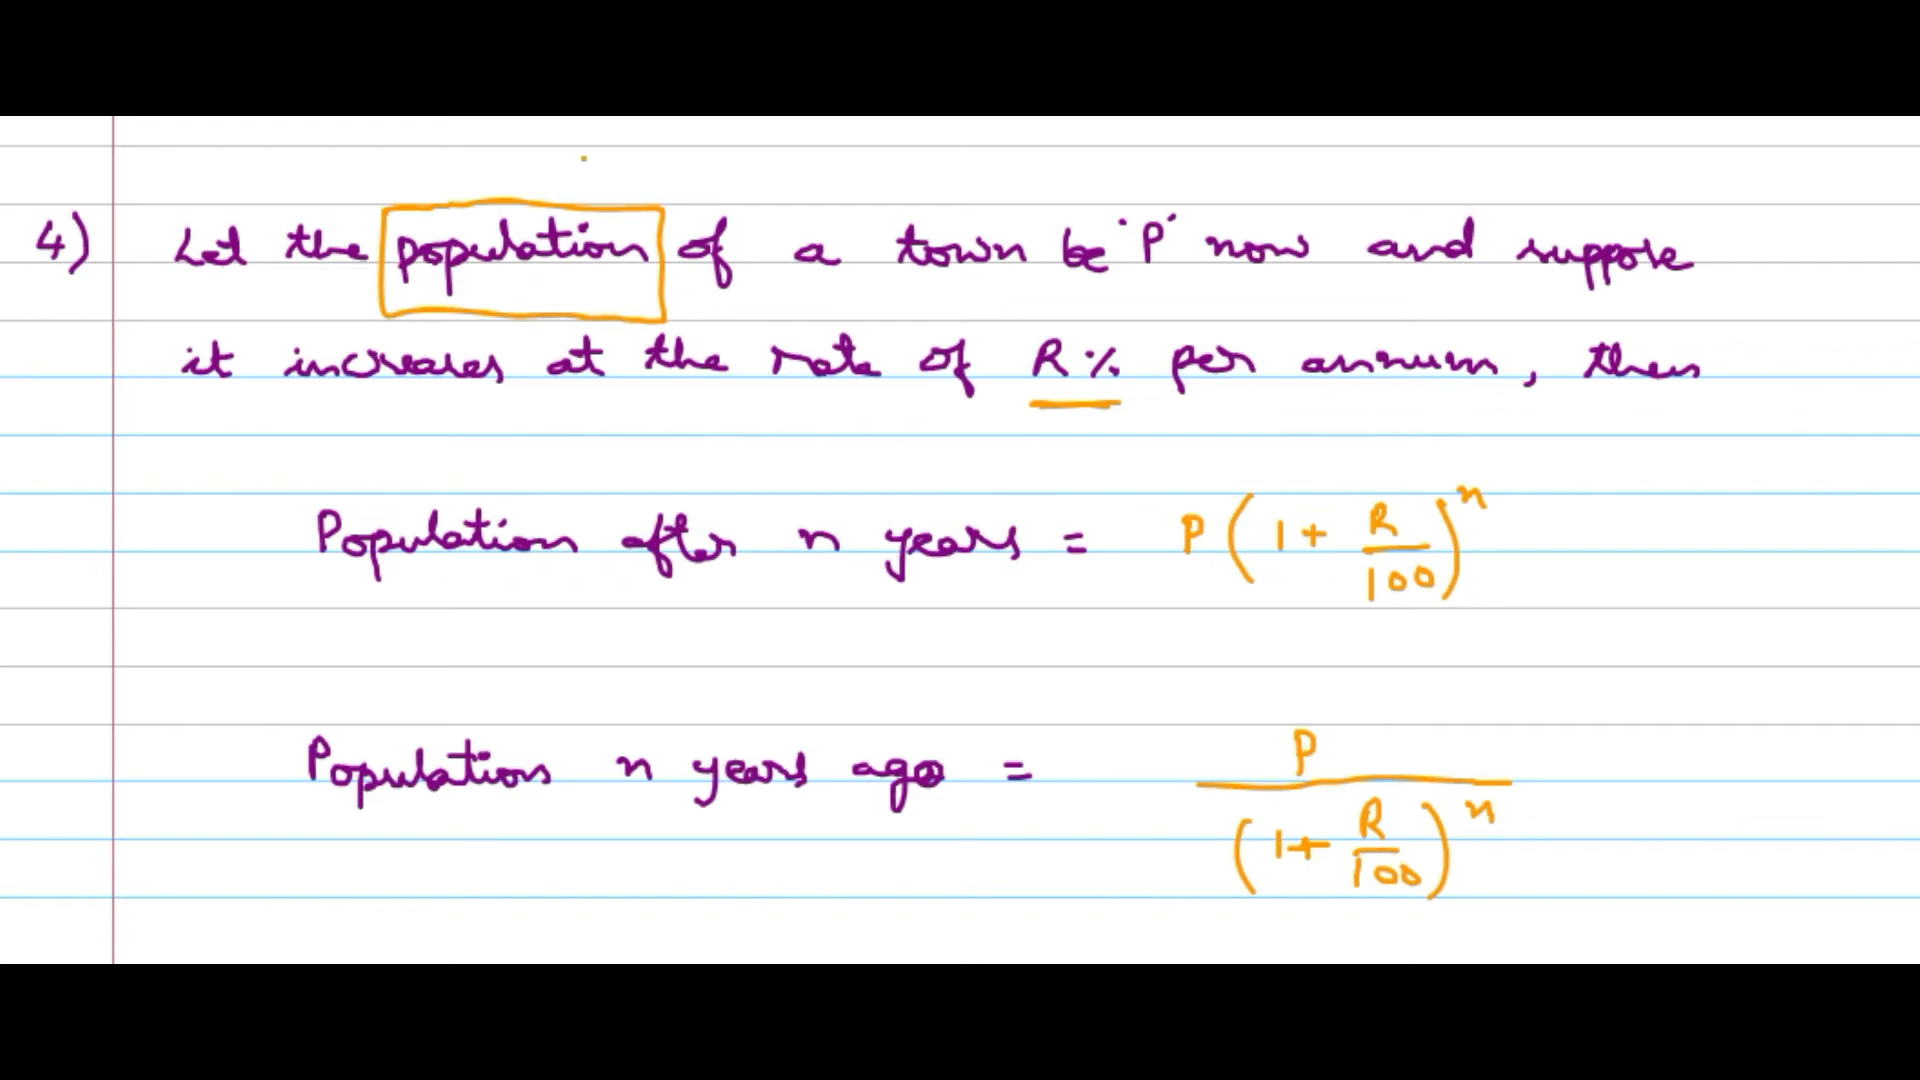 4) Let the population of a town be 'P' now and suppose
it increases at the rate of R% per annum, then
Population after n years = P(1 + R/100)^n
Population n years ago = P/(1 + R/100)^n